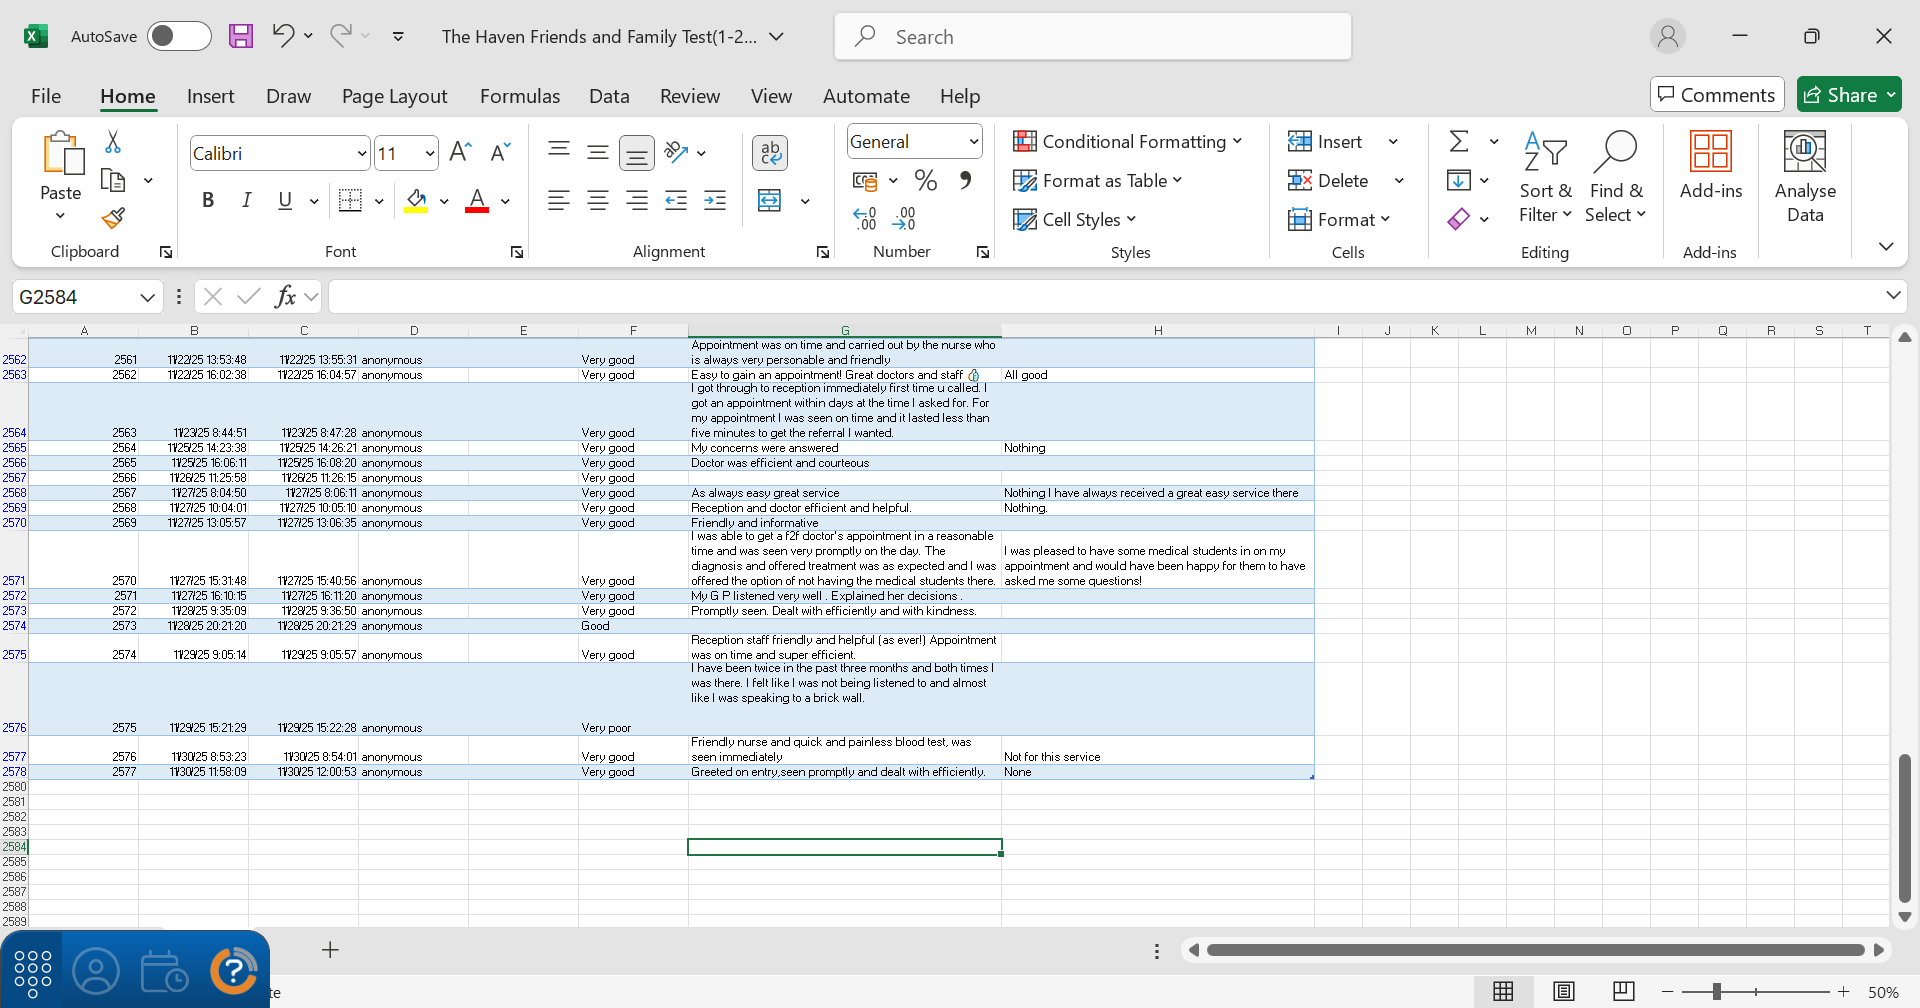 AutoSave
The Haven Friends and Family Test(1-2...
Search
File Home Insert Draw Page Layout Formulas Data Review View Automate Help
Comments Share
Paste
Clipboard
Calibri 11
B I U
Font
ab
Alignment
General
Number
Conditional Formatting
Format as Table
Cell Styles
Styles
Insert
Delete
Format
Cells
Sort & Filter
Find & Select
Editing
Add-ins
Add-ins
Analyse Data
G2584
fx
A B C D E F G H I J K L M N O P Q R S T
Appointment was on time and carried out by the nurse who
2562 2561 11/22/25 13:53:48 11/22/25 13:55:31 anonymous Very good is always very personable and friendly
2563 2562 11/22/25 16:02:38 11/22/25 16:04:57 anonymous Very good Easy to gain an appointment! Great doctors and staff 👍 All good
I got through to reception immediately first time u called. I
got an appointment within days at the time I asked for. For
my appointment I was seen on time and it lasted less than
2564 2563 11/23/25 8:44:51 11/23/25 8:47:28 anonymous Very good five minutes to get the referral I wanted.
2565 2564 11/25/25 14:23:38 11/25/25 14:26:21 anonymous Very good My concerns were answered Nothing
2566 2565 11/25/25 16:06:11 11/25/25 16:08:20 anonymous Very good Doctor was efficient and courteous
2567 2566 11/26/25 11:25:58 11/26/25 11:26:15 anonymous Very good
2568 2567 11/27/25 8:04:50 11/27/25 8:06:11 anonymous Very good As always easy great service Nothing I have always received a great easy service there
2569 2568 11/27/25 10:04:01 11/27/25 10:05:10 anonymous Very good Reception and doctor efficient and helpful. Nothing.
2570 2569 11/27/25 13:05:57 11/27/25 13:06:35 anonymous Very good Friendly and informative
I was able to get a f2f doctor's appointment in a reasonable
time and was seen very promptly on the day. The I was pleased to have some medical students in on my
diagnosis and offered treatment was as expected and I was appointment and would have been happy for them to have
2571 2570 11/27/25 15:31:48 11/27/25 15:40:56 anonymous Very good offered the option of not having the medical students there. asked me some questions!
2572 2571 11/27/25 16:10:15 11/27/25 16:11:20 anonymous Very good My G P listened very well . Explained her decisions .
2573 2572 11/28/25 9:35:09 11/28/25 9:36:50 anonymous Very good Promptly seen. Dealt with efficiently and with kindness.
2574 2573 11/28/25 20:21:20 11/28/25 20:21:29 anonymous Good
Reception staff friendly and helpful (as ever!) Appointment
2575 2574 11/29/25 9:05:14 11/29/25 9:05:57 anonymous Very good was on time and super efficient.
I have been twice in the past three months and both times I
was there. I felt like I was not being listened to and almost
like I was speaking to a brick wall.
2576 2575 11/29/25 15:21:29 11/29/25 15:22:28 anonymous Very poor
Friendly nurse and quick and painless blood test, was
2577 2576 11/30/25 8:53:23 11/30/25 8:54:01 anonymous Very good seen immediately Not for this service
2578 2577 11/30/25 11:58:09 11/30/25 12:00:53 anonymous Very good Greeted on entry,seen promptly and dealt with efficiently. None
2580
2581
2582
2583
2584
2585
2586
2587
2588
2589
te
50%